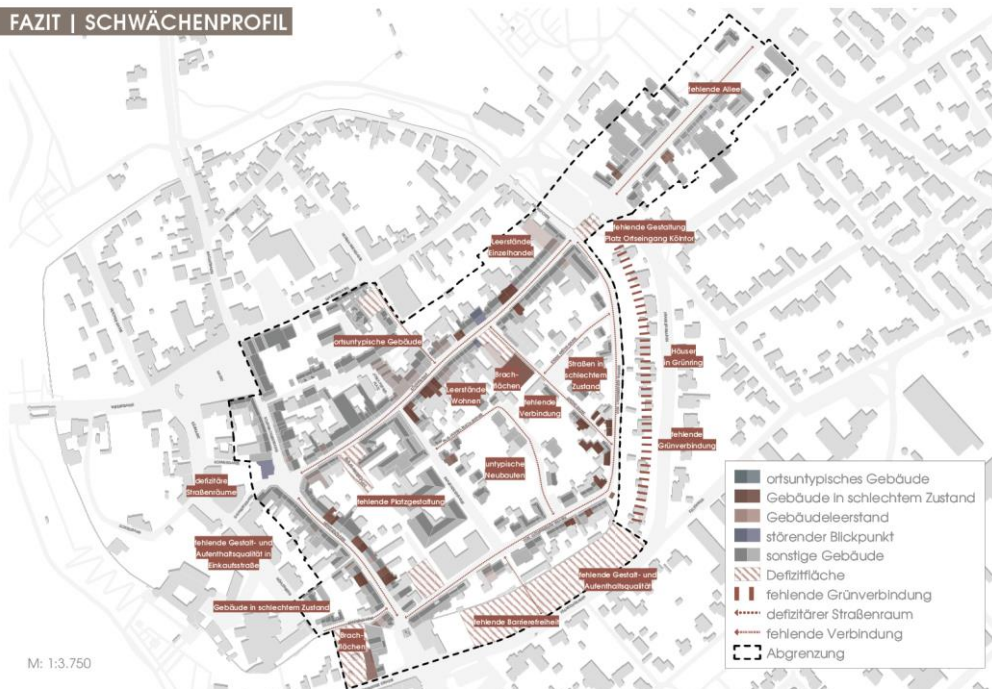 FAZIT | SCHWÄCHENPROFIL
fehlende Allee
fehlende Gestaltung
Platz Ortseingang Kölntor
Leerstände
Einzelhandel
ortsuntypische Gebäude
Leerstände
Wohnen
Brach-
flächen
fehlende
Verbindung
Straßen in
schlechtem
Zustand
Häuser
in Grünring
fehlende
Grünverbindung
untypische
Neubauten
defizitäre
Straßenräume
fehlende Platzgestaltung
fehlende Gestalt- und
Aufenthaltsqualität in
Einkaufstraße
Gebäude in schlechtem Zustand
Brach-
flächen
fehlende Gestalt- und
Aufenthaltsqualität
fehlende Barrierefreiheit
ortsuntypisches Gebäude
Gebäude in schlechtem Zustand
Gebäudeleerstand
störender Blickpunkt
sonstige Gebäude
Defizitfläche
fehlende Grünverbindung
defizitärer Straßenraum
fehlende Verbindung
Abgrenzung
M: 1:3.750